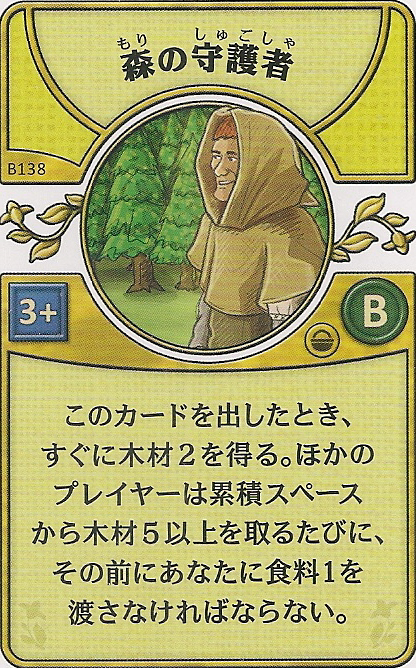 もり しゅごしゃ
森の守護者
B138
3+
B
このカードを出したとき、
すぐに木材2を得る。ほかの
プレイヤーは累積スペース
から木材5以上を取るたびに、
その前にあなたに食料1を
渡さなければならない。